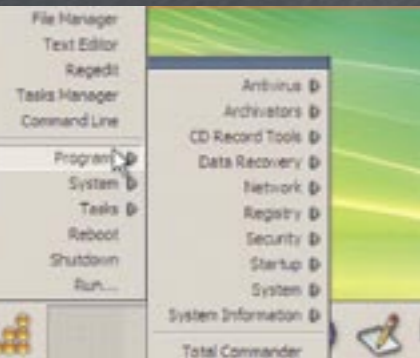 File Manager
Text Editor
Regedit
Tasks Manager
Command Line
Programs
System
Tasks
Reboot
Shutdown
Run...
Antivirus
Archivators
CD Record Tools
Data Recovery
Network
Registry
Security
Startup
System
System Information
Total Commander